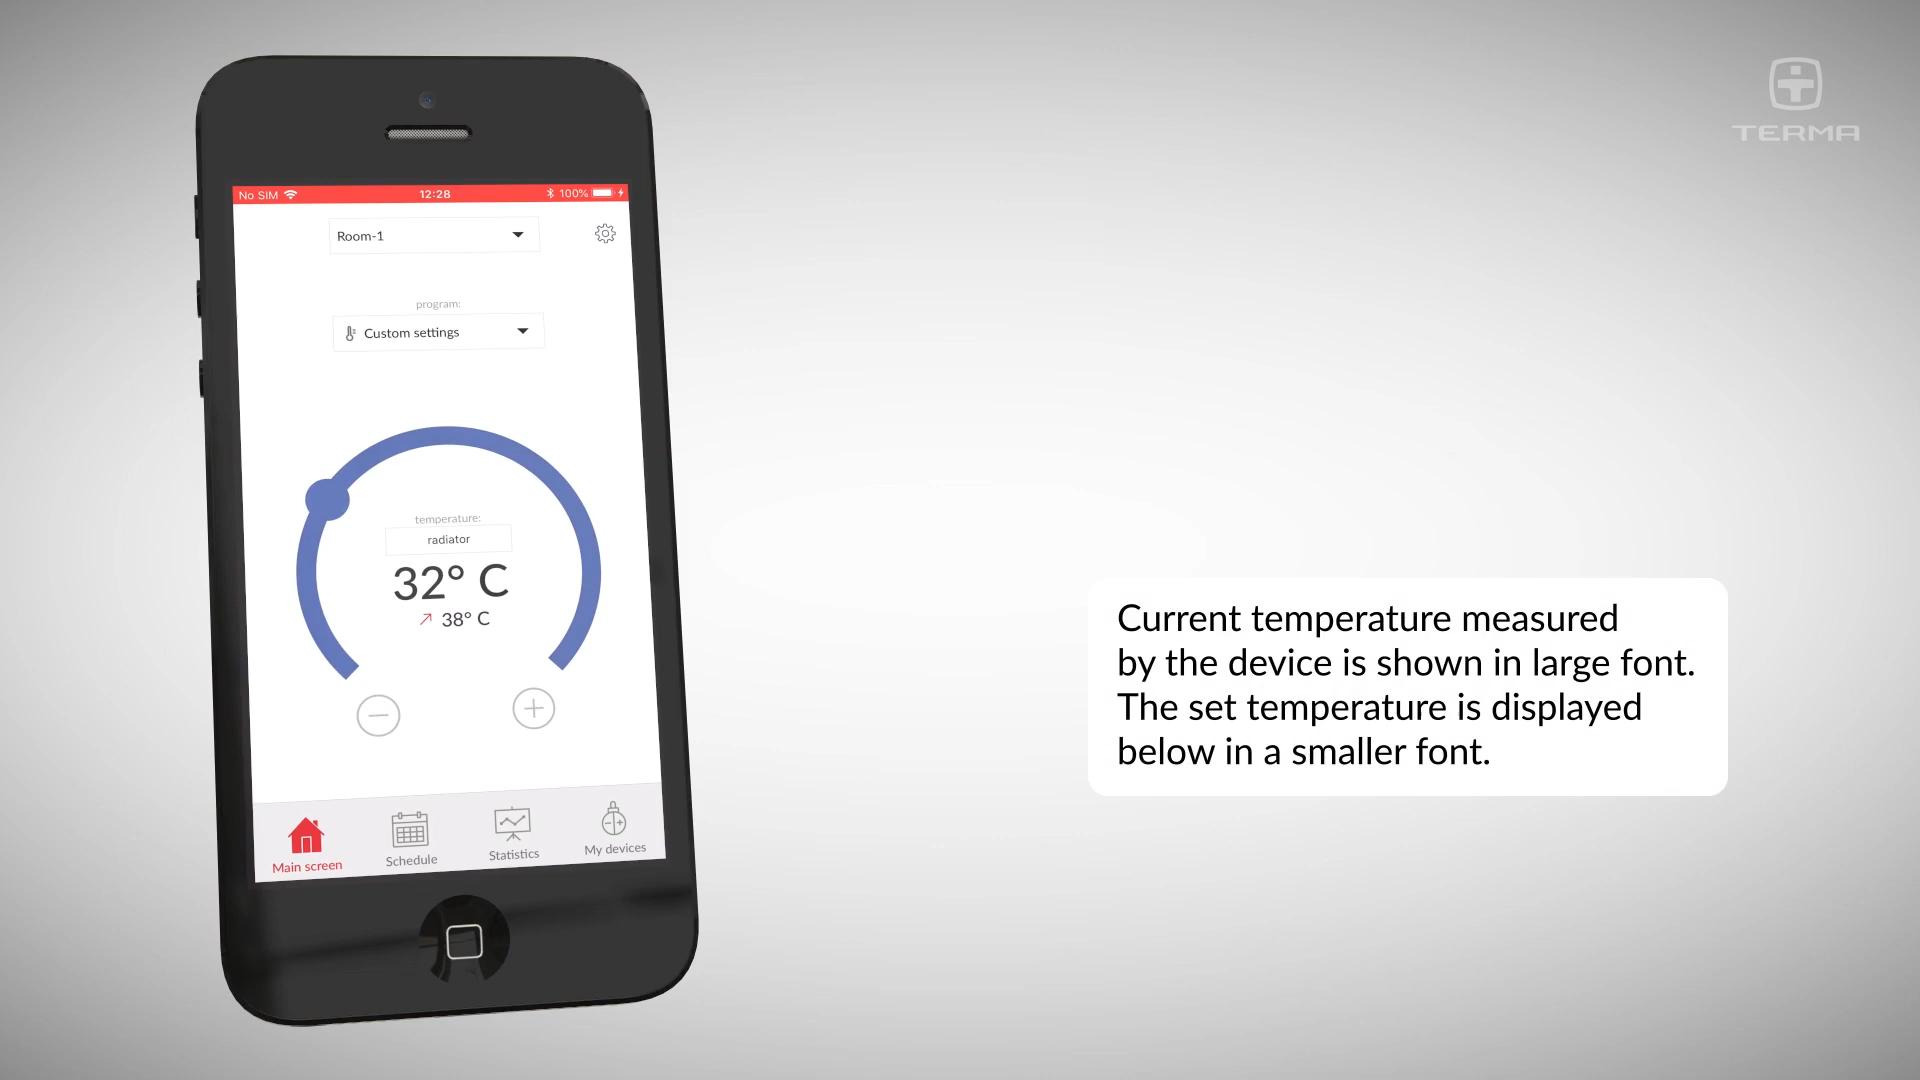 TERMA
No SIM 12:28 100%
Room-1
program:
Custom settings
temperature:
radiator
32° C
38° C
Main screen Schedule Statistics My devices
Current temperature measured
by the device is shown in large font.
The set temperature is displayed
below in a smaller font.